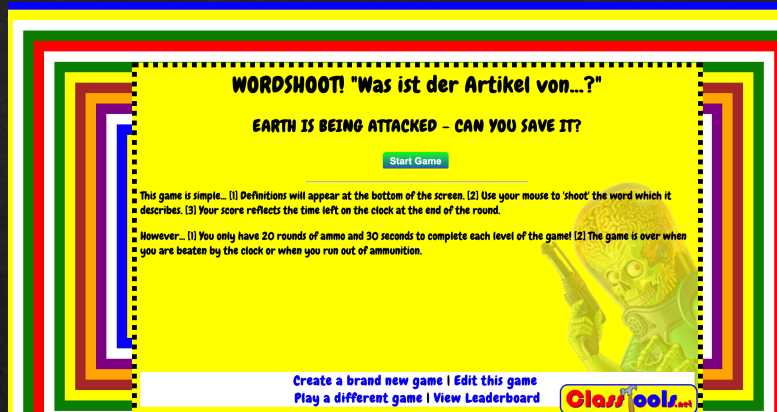 WORDSHOOT! "Was ist der Artikel von...?"
EARTH IS BEING ATTACKED - CAN YOU SAVE IT?
Start Game
This game is simple... [1] Definitions will appear at the bottom of the screen. [2] Use your mouse to 'shoot' the word which it
describes. [3] Your score reflects the time left on the clock at the end of the round.
However... [1] You only have 20 rounds of ammo and 30 seconds to complete each level of the game! [2] The game is over when
you are beaten by the clock or when you run out of ammunition.
Create a brand new game | Edit this game
Play a different game | View Leaderboard
ClassTools.net